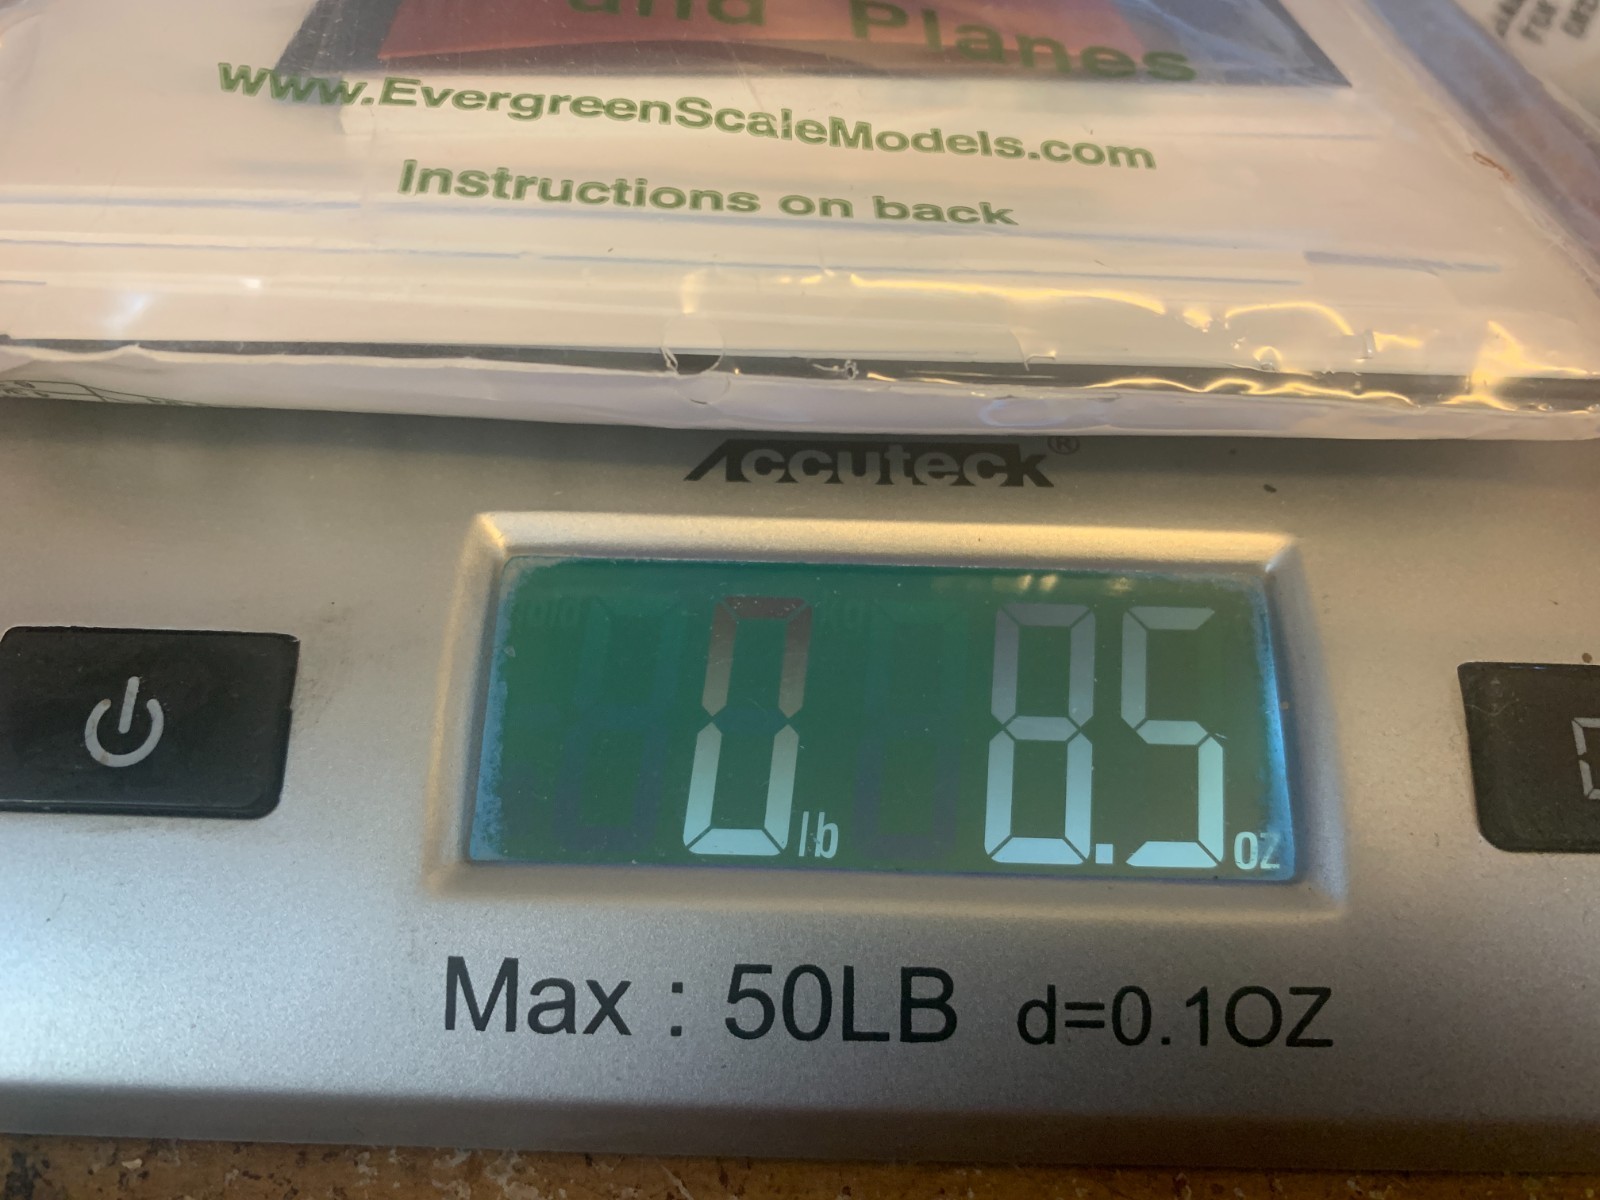 and Planes
www.EvergreenScaleModels.com
Instructions on back
Accuteck®
0 lb 8.5 oz
Max : 50LB d=0.1OZ